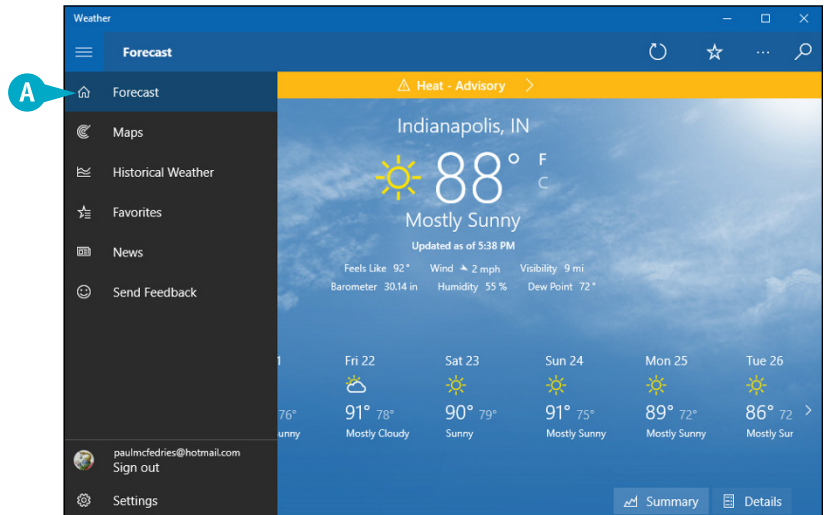 Weather
Forecast
A
Forecast
Maps
Historical Weather
Favorites
News
Send Feedback
paulmcfedries@hotmail.com
Sign out
Settings
Heat - Advisory
Indianapolis, IN
88° F
C
Mostly Sunny
Updated as of 5:38 PM
Feels Like 92° Wind 2 mph Visibility 9 mi
Barometer 30.14 in Humidity 55 % Dew Point 72°
1 Fri 22 Sat 23 Sun 24 Mon 25 Tue 26
76° 91° 78° 90° 79° 91° 75° 89° 72° 86° 72
unny Mostly Cloudy Sunny Mostly Sunny Mostly Sunny Mostly Sur
Summary Details